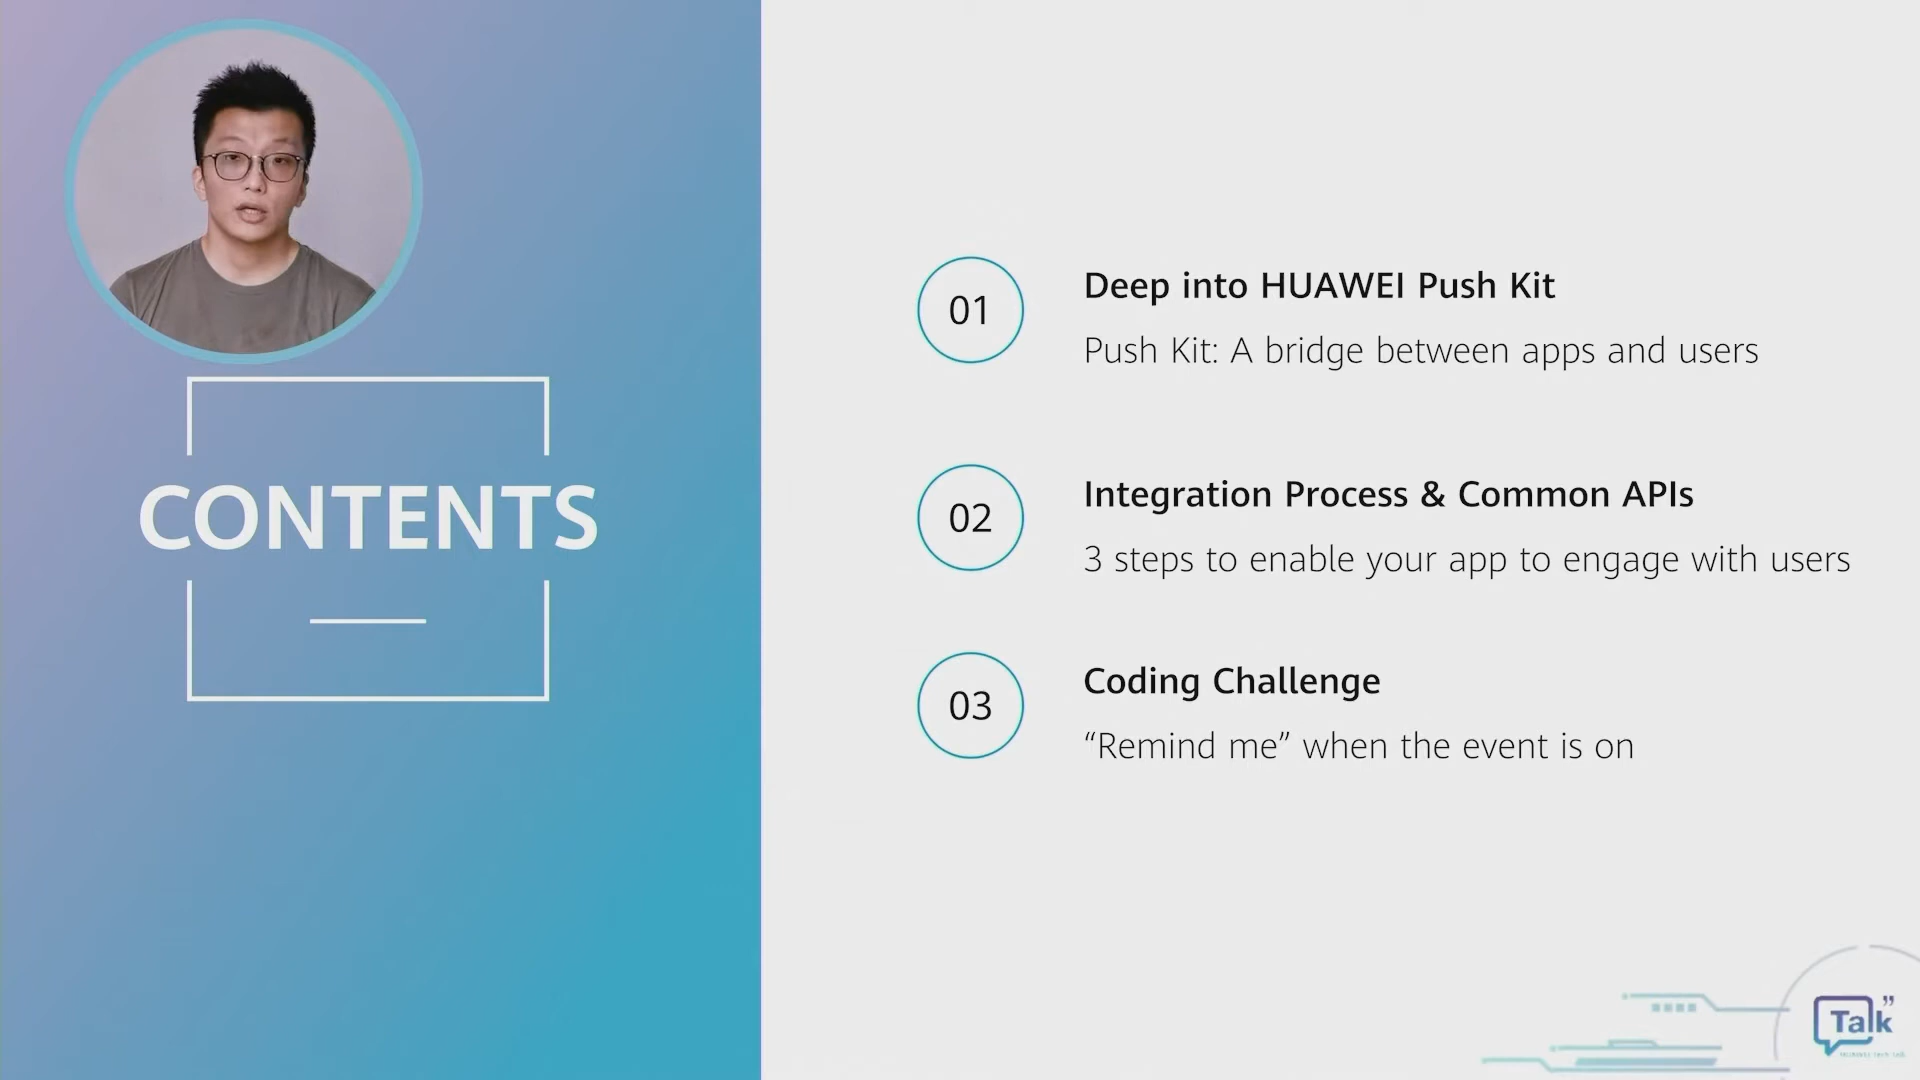 CONTENTS
01
Deep into HUAWEI Push Kit
Push Kit: A bridge between apps and users
02
Integration Process & Common APIs
3 steps to enable your app to engage with users
03
Coding Challenge
“Remind me” when the event is on
Talk”